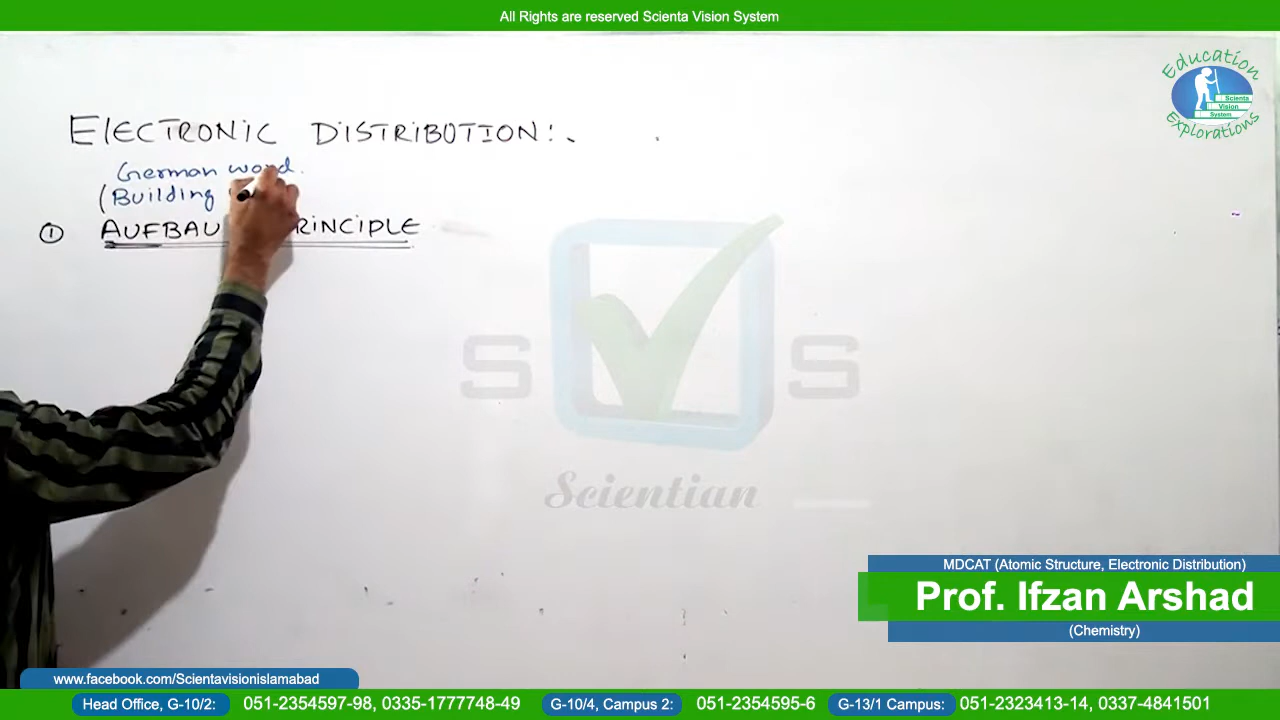 All Rights are reserved Scienta Vision System
Education
Scienta
Vision
System
Explorations
ELECTRONIC DISTRIBUTION:-
German word.
(Building
① AUFBAU PRINCIPLE
S S
Scientian
MDCAT (Atomic Structure, Electronic Distribution)
Prof. Ifzan Arshad
(Chemistry)
www.facebook.com/Scientavisionislamabad
Head Office, G-10/2: 051-2354597-98, 0335-1777748-49 G-10/4, Campus 2: 051-2354595-6 G-13/1 Campus: 051-2323413-14, 0337-4841501